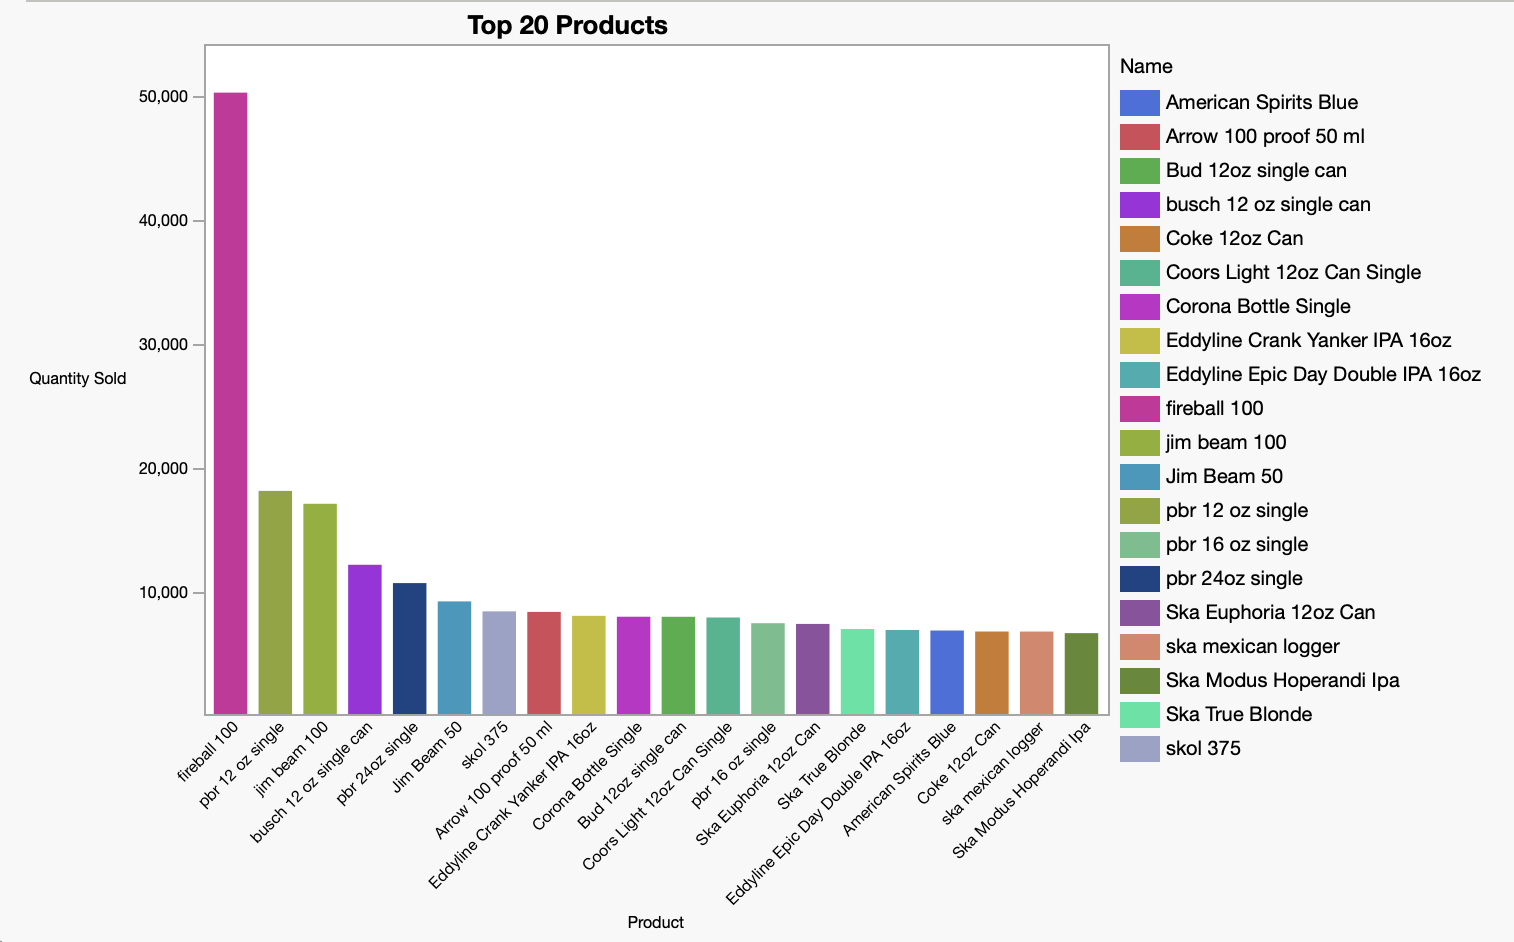 Top 20 Products
50,000
40,000
30,000
20,000
10,000
Quantity Sold
fireball 100
pbr 12 oz single
jim beam 100
busch 12 oz single can
pbr 24oz single
Jim Beam 50
skol 375
Arrow 100 proof 50 ml
Eddyline Crank Yanker IPA 16oz
Corona Bottle Single
Bud 12oz single can
Coors Light 12oz Can Single
pbr 16 oz single
Ska Euphoria 12oz Can
Ska True Blonde
Eddyline Epic Day Double IPA 16oz
American Spirits Blue
Coke 12oz Can
ska mexican logger
Ska Modus Hoperandi Ipa
Product
Name
American Spirits Blue
Arrow 100 proof 50 ml
Bud 12oz single can
busch 12 oz single can
Coke 12oz Can
Coors Light 12oz Can Single
Corona Bottle Single
Eddyline Crank Yanker IPA 16oz
Eddyline Epic Day Double IPA 16oz
fireball 100
jim beam 100
Jim Beam 50
pbr 12 oz single
pbr 16 oz single
pbr 24oz single
Ska Euphoria 12oz Can
ska mexican logger
Ska Modus Hoperandi Ipa
Ska True Blonde
skol 375